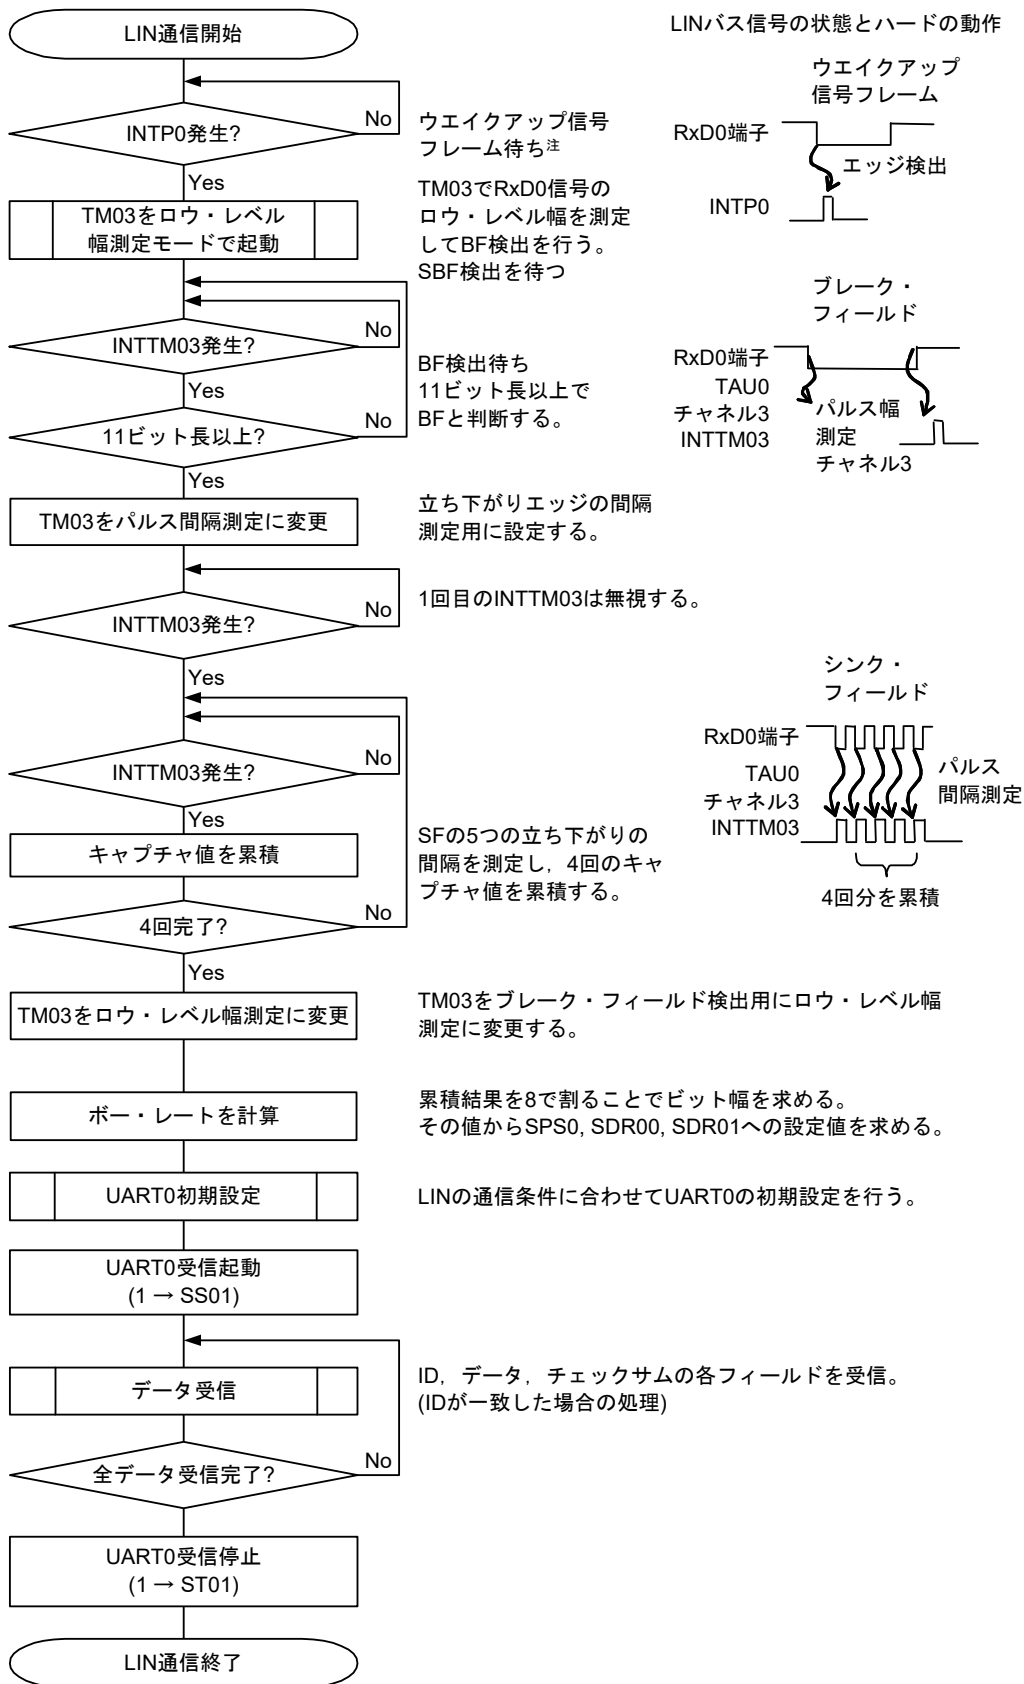 LIN通信開始
LINバス信号の状態とハードの動作
INTP0発生?
No
Yes
ウエイクアップ信号
フレーム待ち注
ウエイクアップ
信号フレーム
RxD0端子
エッジ検出
INTP0
TM03をロウ・レベル
幅測定モードで起動
TM03でRxD0信号の
ロウ・レベル幅を測定
してBF検出を行う。
SBF検出を待つ
INTTM03発生?
No
Yes
11ビット長以上?
No
Yes
BF検出待ち
11ビット長以上で
BFと判断する。
ブレーク・
フィールド
RxD0端子
TAU0
チャネル3
INTTM03
パルス幅
測定
チャネル3
TM03をパルス間隔測定に変更
立ち下がりエッジの間隔
測定用に設定する。
INTTM03発生?
No
Yes
1回目のINTTM03は無視する。
INTTM03発生?
No
Yes
シンク・
フィールド
RxD0端子
TAU0
チャネル3
INTTM03
パルス
間隔測定
4回分を累積
キャプチャ値を累積
SFの5つの立ち下がりの
間隔を測定し，4回のキャ
プチャ値を累積する。
4回完了?
No
Yes
TM03をロウ・レベル幅測定に変更
TM03をブレーク・フィールド検出用にロウ・レベル幅
測定に変更する。
ボー・レートを計算
累積結果を8で割ることでビット幅を求める。
その値からSPS0, SDR00, SDR01への設定値を求める。
UART0初期設定
LINの通信条件に合わせてUART0の初期設定を行う。
UART0受信起動
(1 → SS01)
データ受信
ID，データ，チェックサムの各フィールドを受信。
(IDが一致した場合の処理)
全データ受信完了?
No
UART0受信停止
(1 → ST01)
LIN通信終了